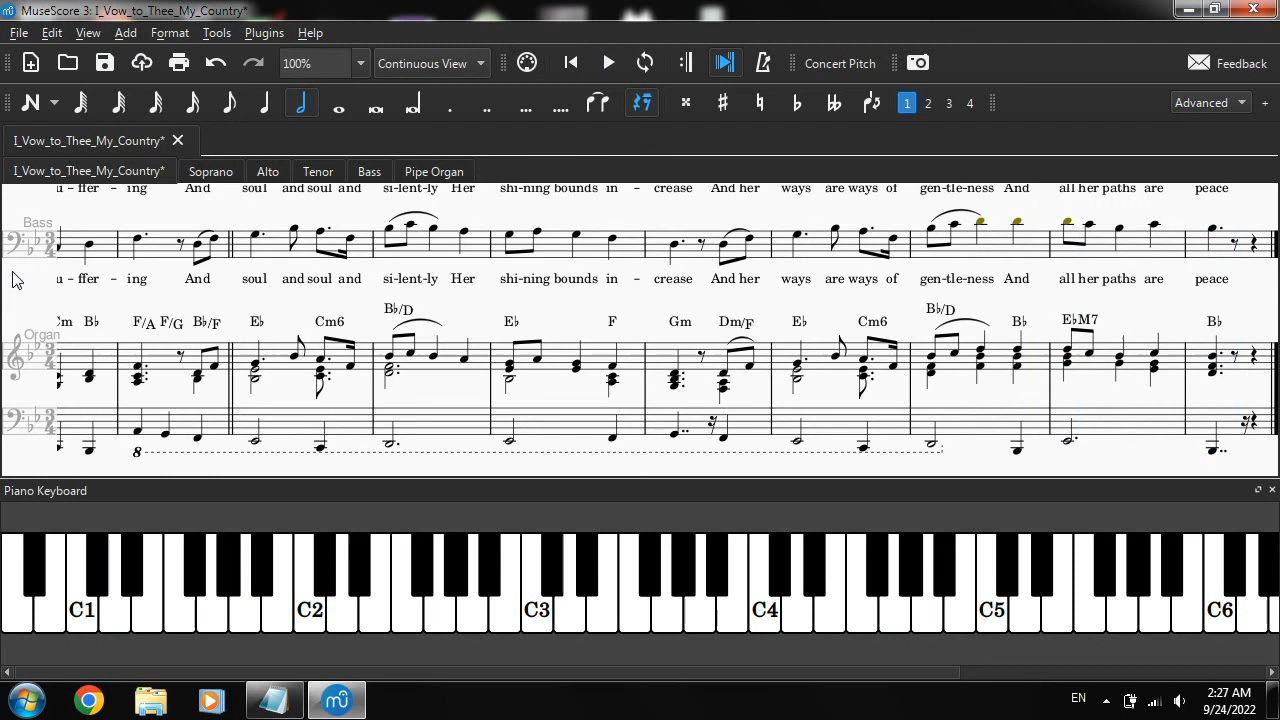 MuseScore 3: I_Vow_to_Thee_My_Country*
File Edit View Add Format Tools Plugins Help
100% Continuous View Concert Pitch Feedback
1 2 3 4 Advanced +
I_Vow_to_Thee_My_Country*
I_Vow_to_Thee_My_Country* Soprano Alto Tenor Bass Pipe Organ
u - ffer - ing And soul and soul and si-lent-ly Her shi-ning bounds in - crease And her ways are ways of gen-tle-ness And all her paths are peace
Bass
u - ffer - ing And soul and soul and si-lent-ly Her shi-ning bounds in - crease And her ways are ways of gen-tle-ness And all her paths are peace
Cm B♭ F/A F/G B♭/F E♭ Cm6 B♭/D E♭ F Gm Dm/F E♭ Cm6 B♭/D B♭ E♭M7 B♭
Organ
8
Piano Keyboard
C1 C2 C3 C4 C5 C6
EN 2:27 AM
9/24/2022